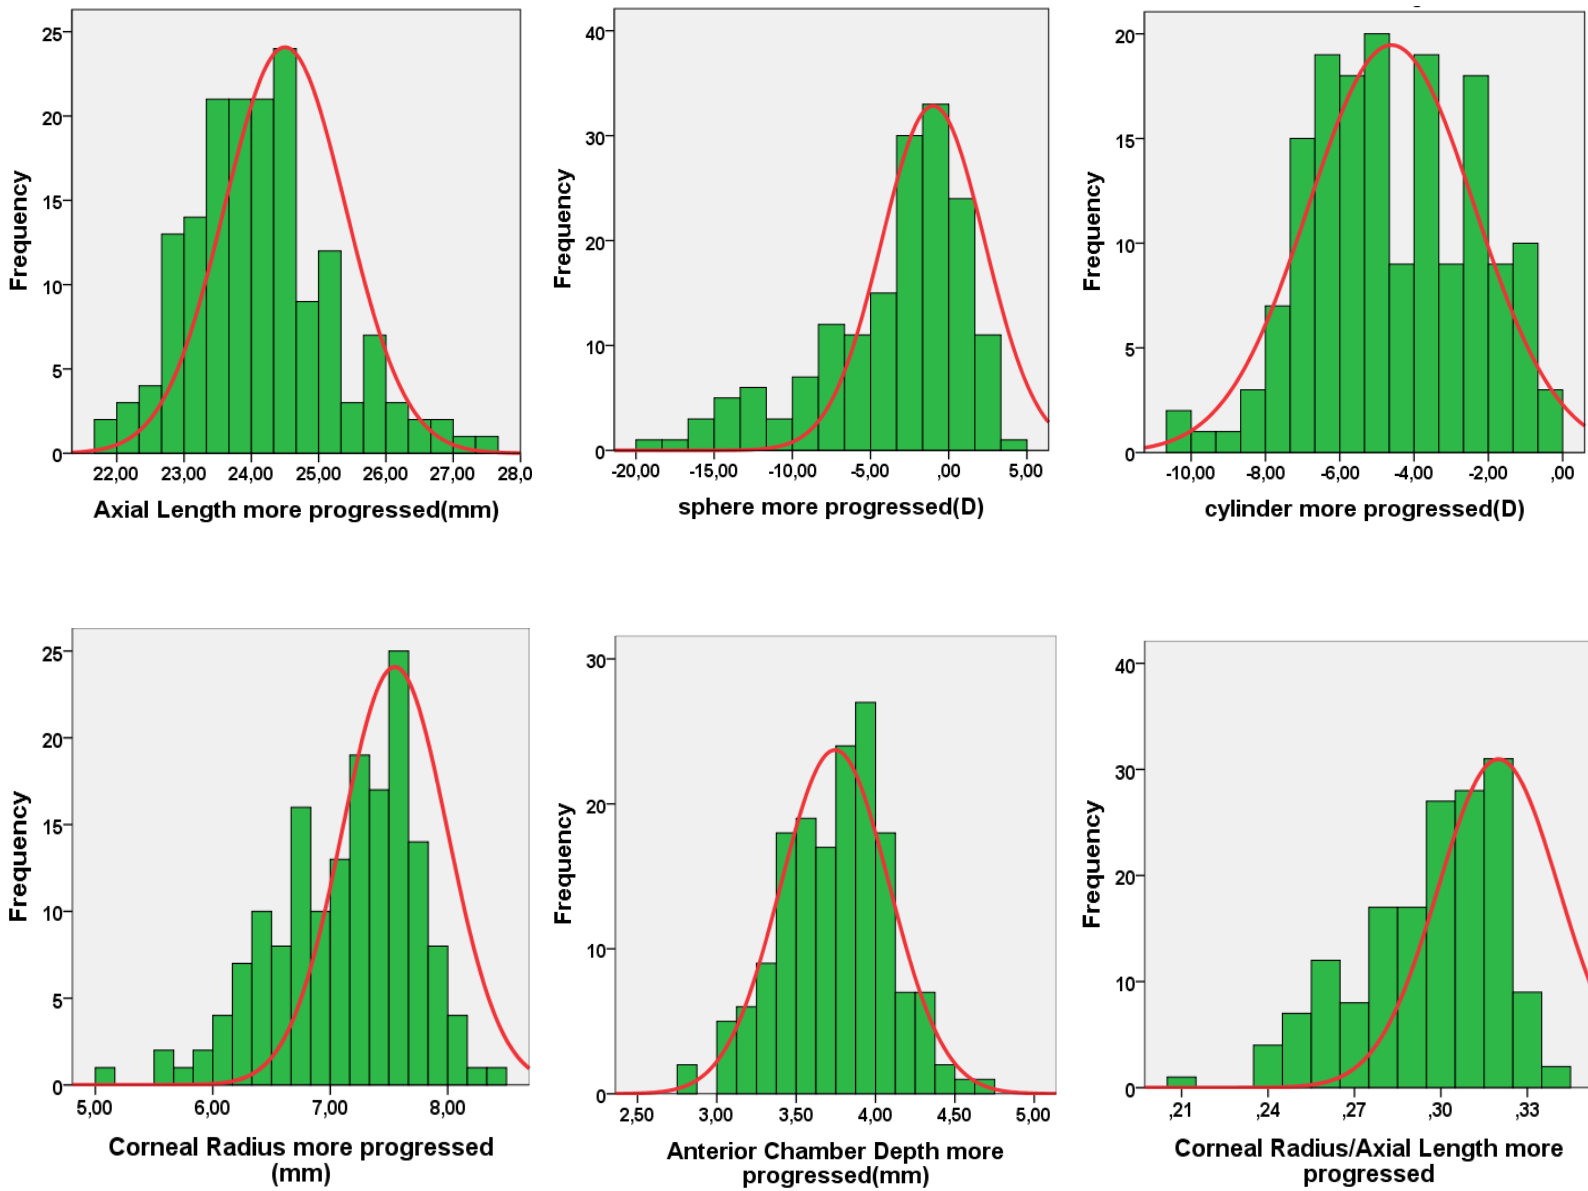 25
20
15
10
5
0
Frequency
22,00 23,00 24,00 25,00 26,00 27,00 28,0
Axial Length more progressed(mm)
40
30
20
10
0
Frequency
-20,00 -15,00 -10,00 -5,00 ,00 5,00
sphere more progressed(D)
20
15
10
5
0
Frequency
-10,00 -8,00 -6,00 -4,00 -2,00 ,00
cylinder more progressed(D)
25
20
15
10
5
0
Frequency
5,00 6,00 7,00 8,00
Corneal Radius more progressed
(mm)
30
20
10
0
Frequency
2,50 3,00 3,50 4,00 4,50 5,00
Anterior Chamber Depth more
progressed(mm)
40
30
20
10
0
Frequency
,21 ,24 ,27 ,30 ,33
Corneal Radius/Axial Length more
progressed